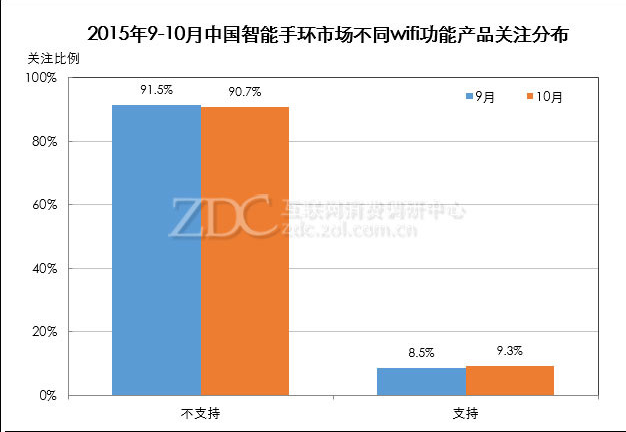 2015年9-10月中国智能手环市场不同wifi功能产品关注分布
关注比例
9月 10月
100%
80%
60%
40%
20%
0%
91.5% 90.7%
8.5% 9.3%
ZDC 互联网消费调研中心
zdc.zol.com.cn
不支持 支持